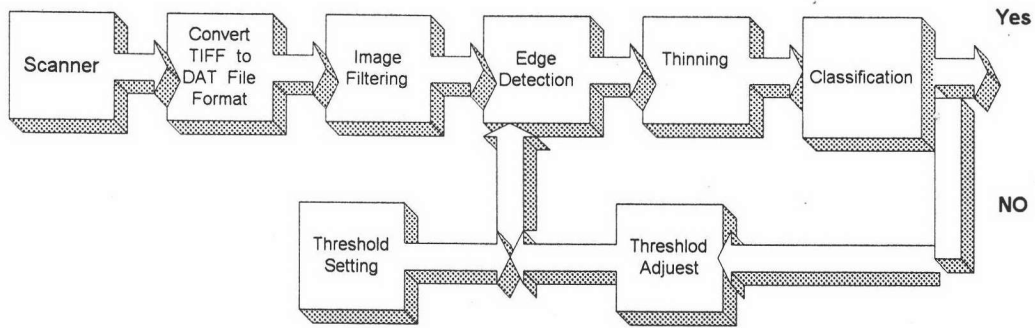 Scanner
Convert
TIFF to
DAT File
Format
Image
Filtering
Edge
Detection
Thinning
Classification
Yes
NO
Threshold
Setting
Threshlod
Adjuest